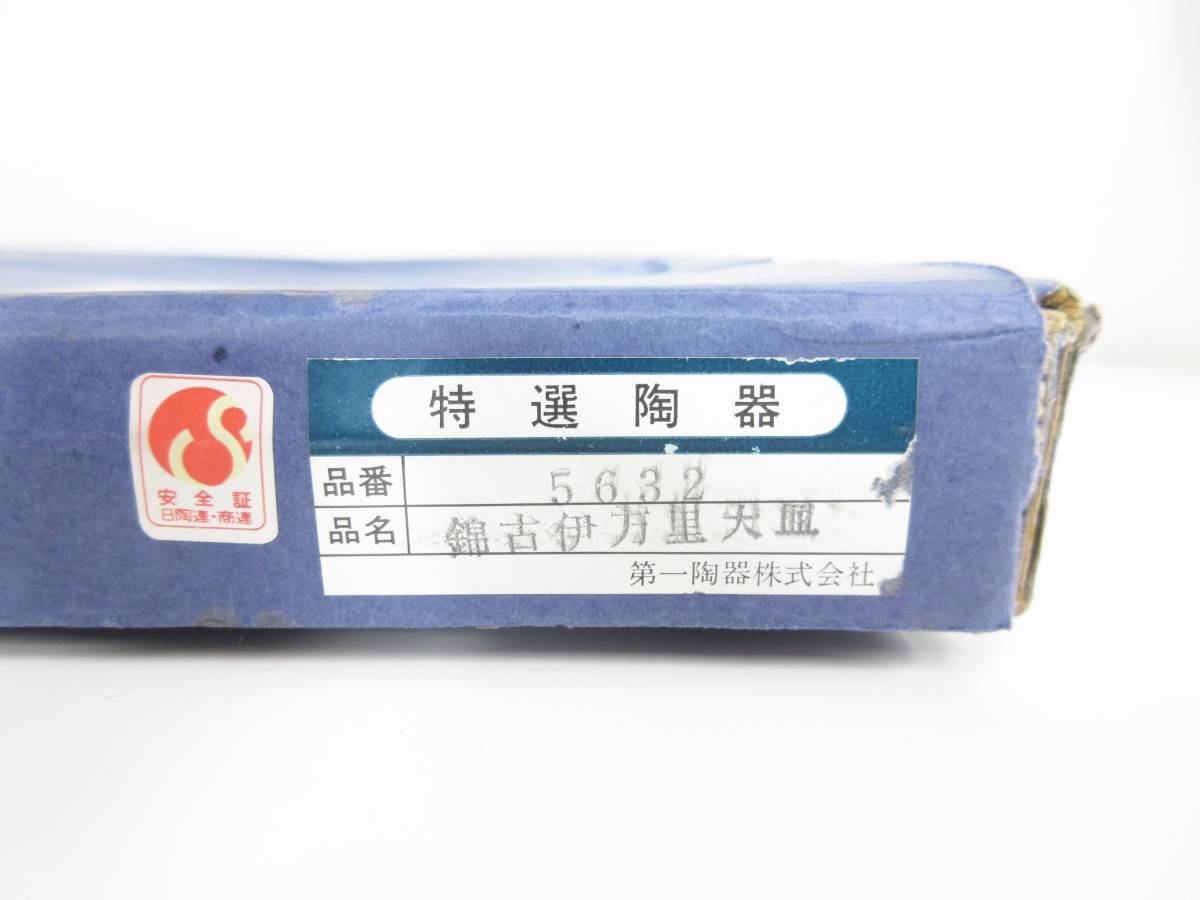 安全証
日陶連・商連
特選陶器
品番 5632
品名 錦古伊万里天皿
第一陶器株式会社